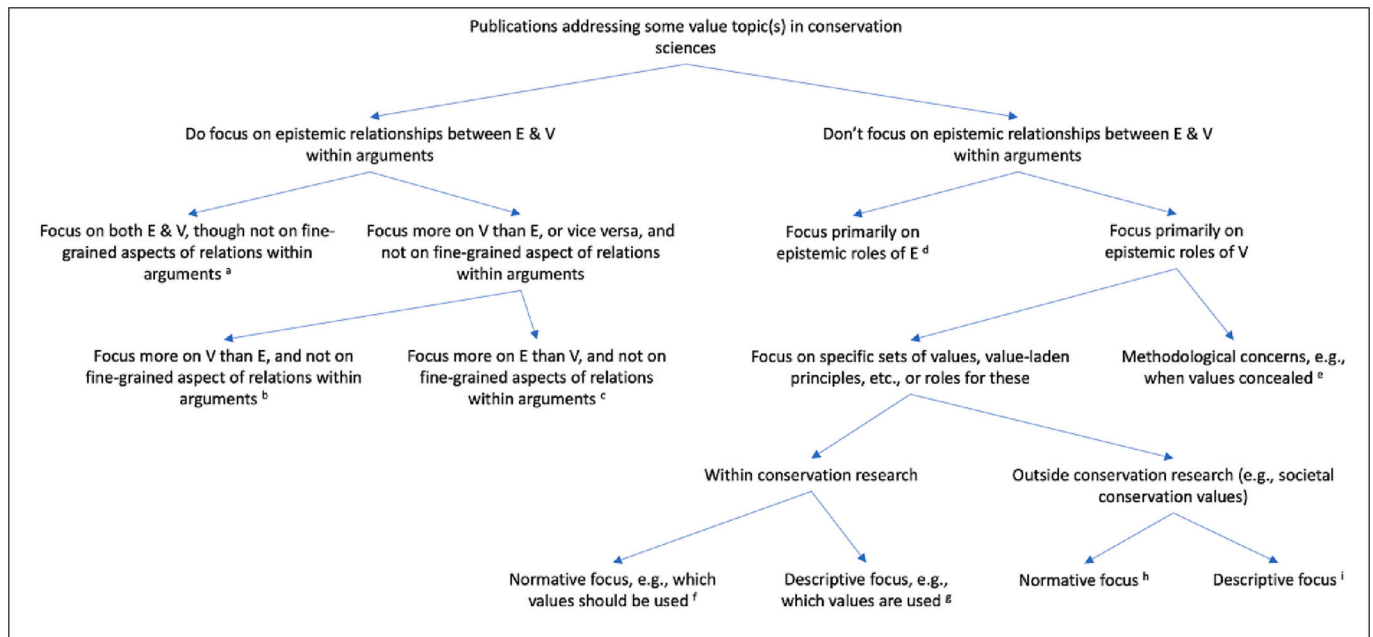 Publications addressing some value topic(s) in conservation
sciences
Do focus on epistemic relationships between E & V
within arguments
Don't focus on epistemic relationships between E & V
within arguments
Focus on both E & V, though not on fine-
grained aspects of relations within
arguments a
Focus more on V than E, or vice versa, and
not on fine-grained aspect of relations
within arguments
Focus primarily on
epistemic roles of E d
Focus primarily on
epistemic roles of V
Focus more on V than E, and not on
fine-grained aspect of relations within
arguments b
Focus more on E than V, and not on
fine-grained aspects of relations
within arguments c
Focus on specific sets of values, value-laden
principles, etc., or roles for these
Methodological concerns, e.g.,
when values concealed e
Within conservation research
Outside conservation research (e.g., societal
conservation values)
Normative focus, e.g., which
values should be used f
Descriptive focus, e.g.,
which values are used g
Normative focus h
Descriptive focus i